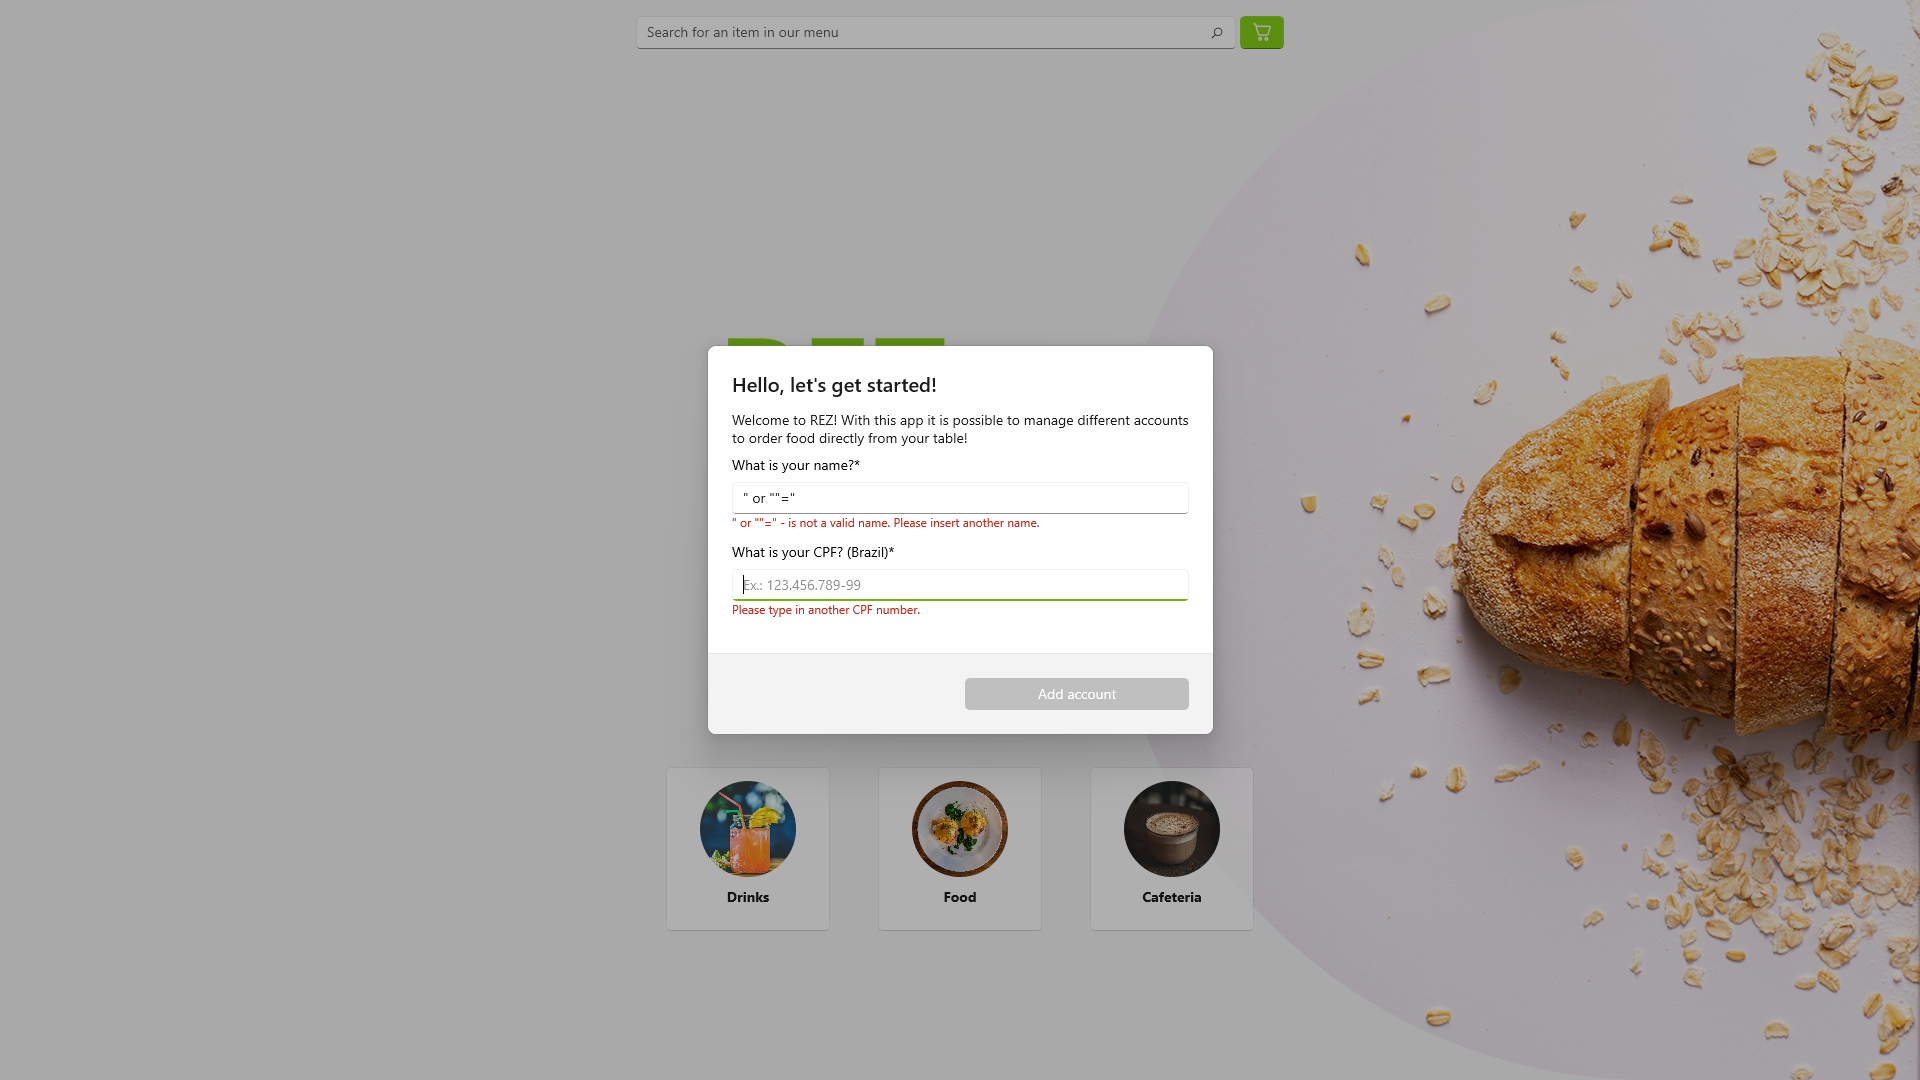 Search for an item in our menu
Hello, let's get started!
Welcome to REZ! With this app it is possible to manage different accounts
to order food directly from your table!
What is your name?*
" or ""="
" or ""=" - is not a valid name. Please insert another name.
What is your CPF? (Brazil)*
Ex.: 123.456.789-99
Please type in another CPF number.
Add account
Drinks
Food
Cafeteria